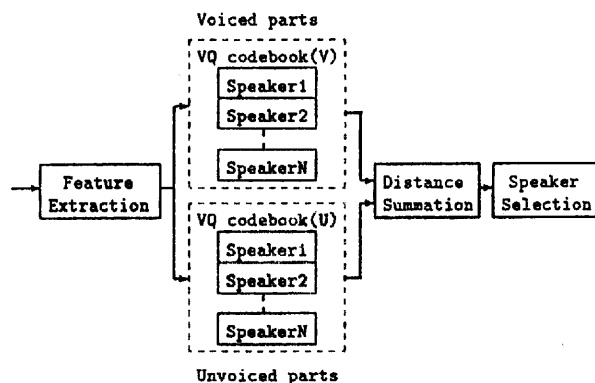 Voiced parts
VQ codebook(V)
Speaker1
Speaker2
SpeakerN
Feature
Extraction
VQ codebook(U)
Speaker1
Speaker2
SpeakerN
Distance
Summation
Speaker
Selection
Unvoiced parts